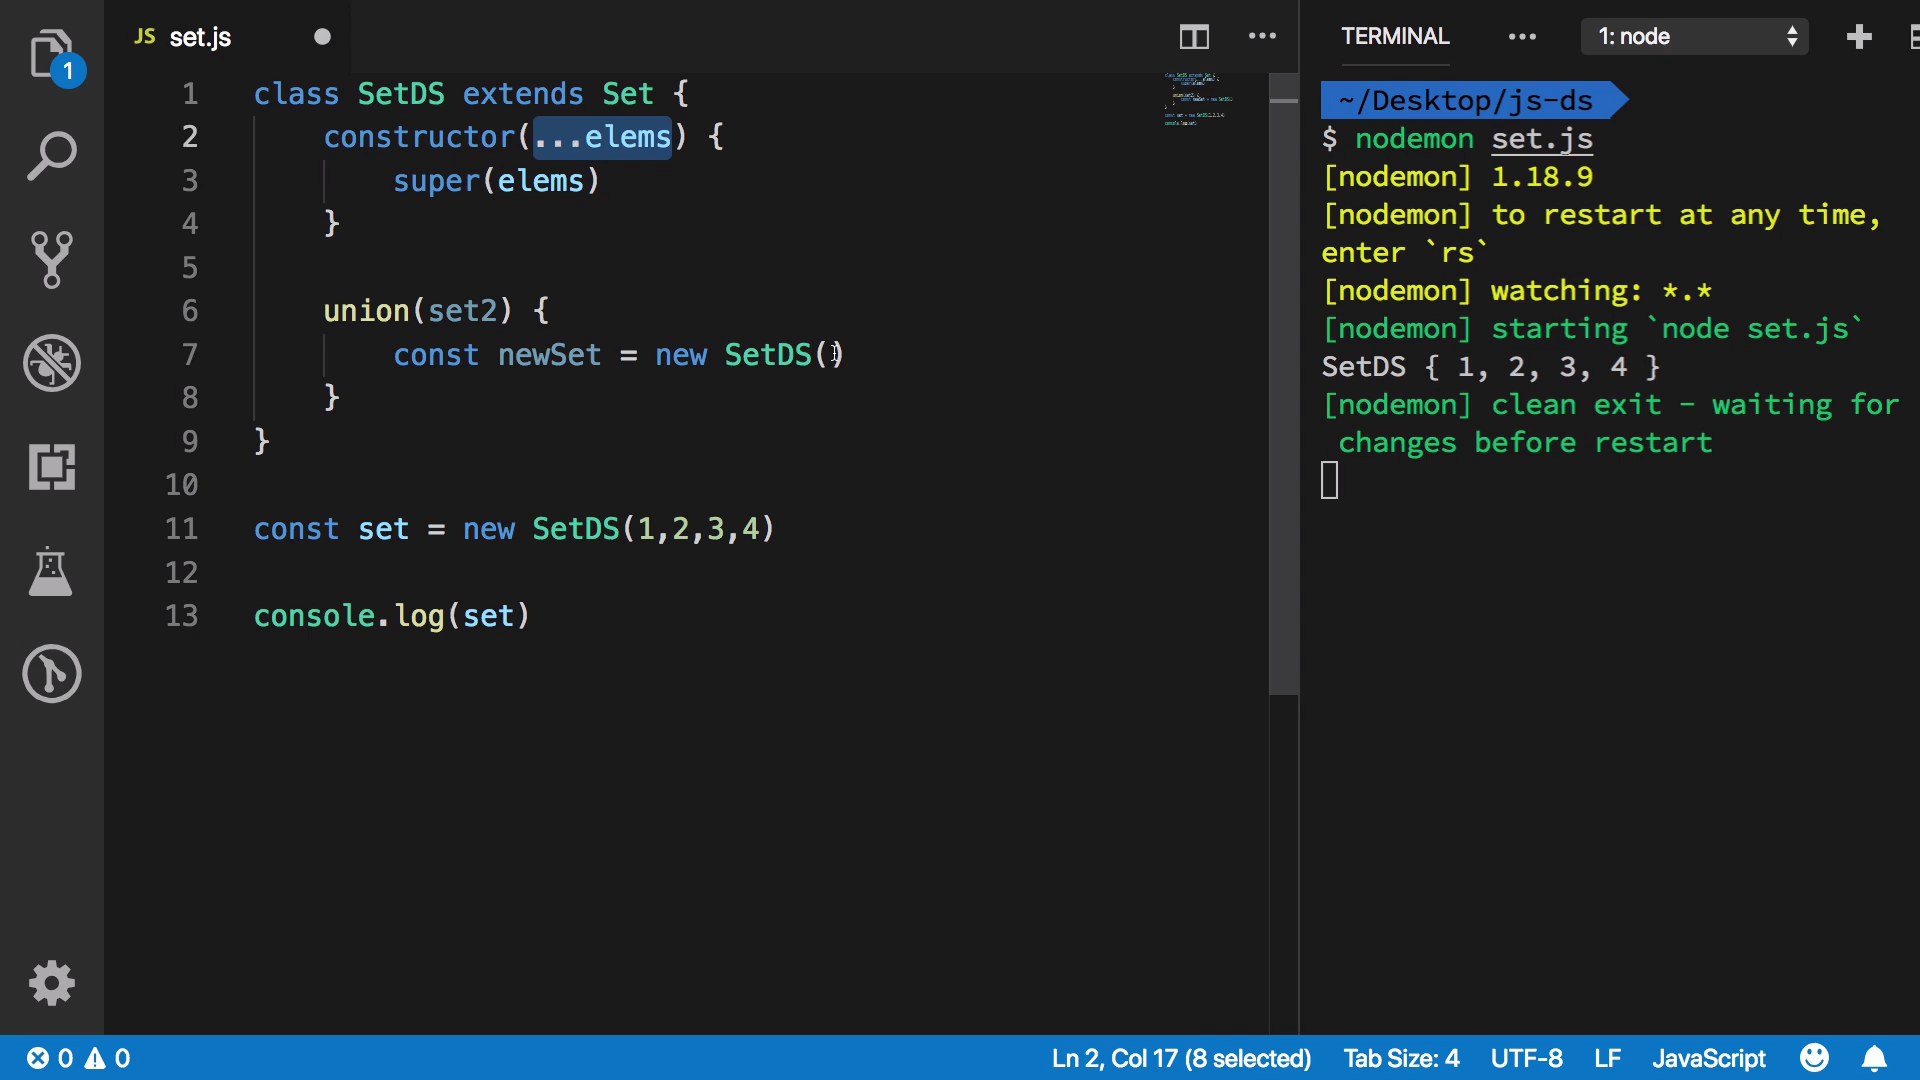 JS set.js
1
1 class SetDS extends Set {
2 constructor(...elems) {
3 super(elems)
4 }
5
6 union(set2) {
7 const newSet = new SetDS()
8 }
9 }
10
11 const set = new SetDS(1,2,3,4)
12
13 console.log(set)
TERMINAL
1: node
~/Desktop/js-ds
$ nodemon set.js
[nodemon] 1.18.9
[nodemon] to restart at any time,
enter `rs`
[nodemon] watching: *.*
[nodemon] starting `node set.js`
SetDS { 1, 2, 3, 4 }
[nodemon] clean exit - waiting for
changes before restart
0 0 Ln 2, Col 17 (8 selected) Tab Size: 4 UTF-8 LF JavaScript